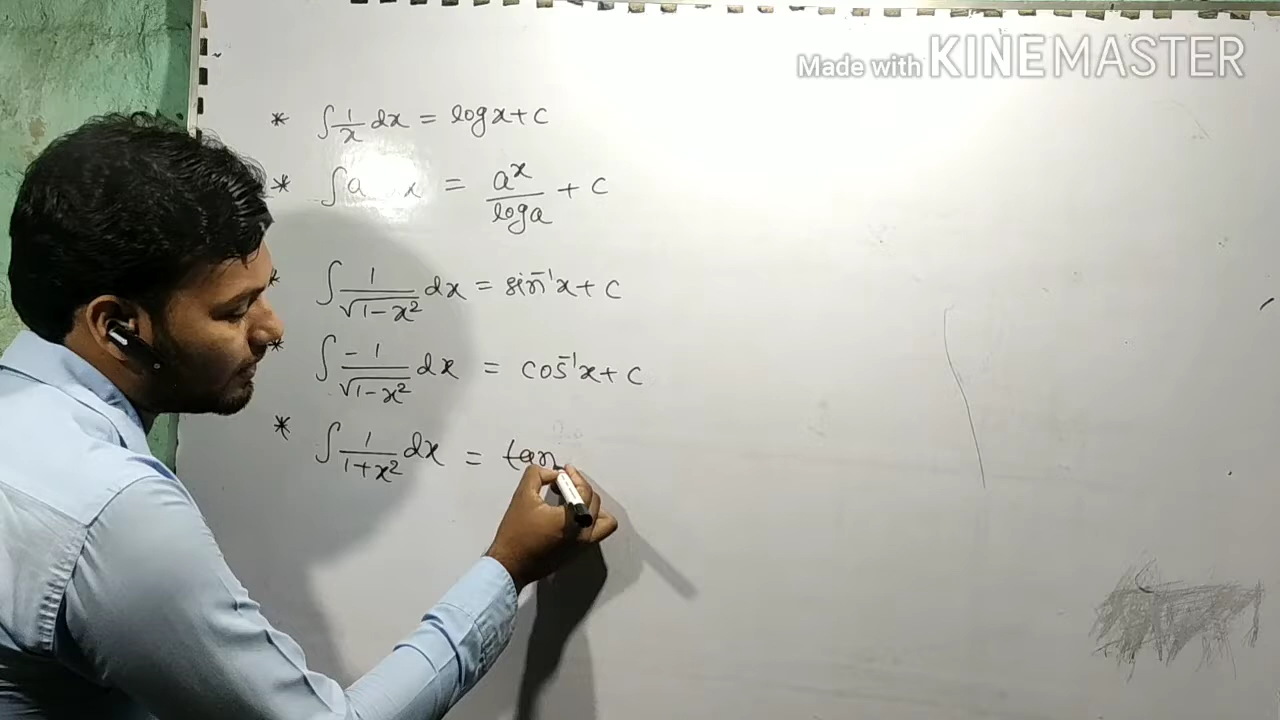 Made with KINEMASTER
* ∫ 1/x dx = log x + c
* ∫ a x = a^x / log a + c
* ∫ 1/√(1-x²) dx = sin⁻¹x + c
* ∫ -1/√(1-x²) dx = cos⁻¹x + c
* ∫ 1/(1+x²) dx = tan